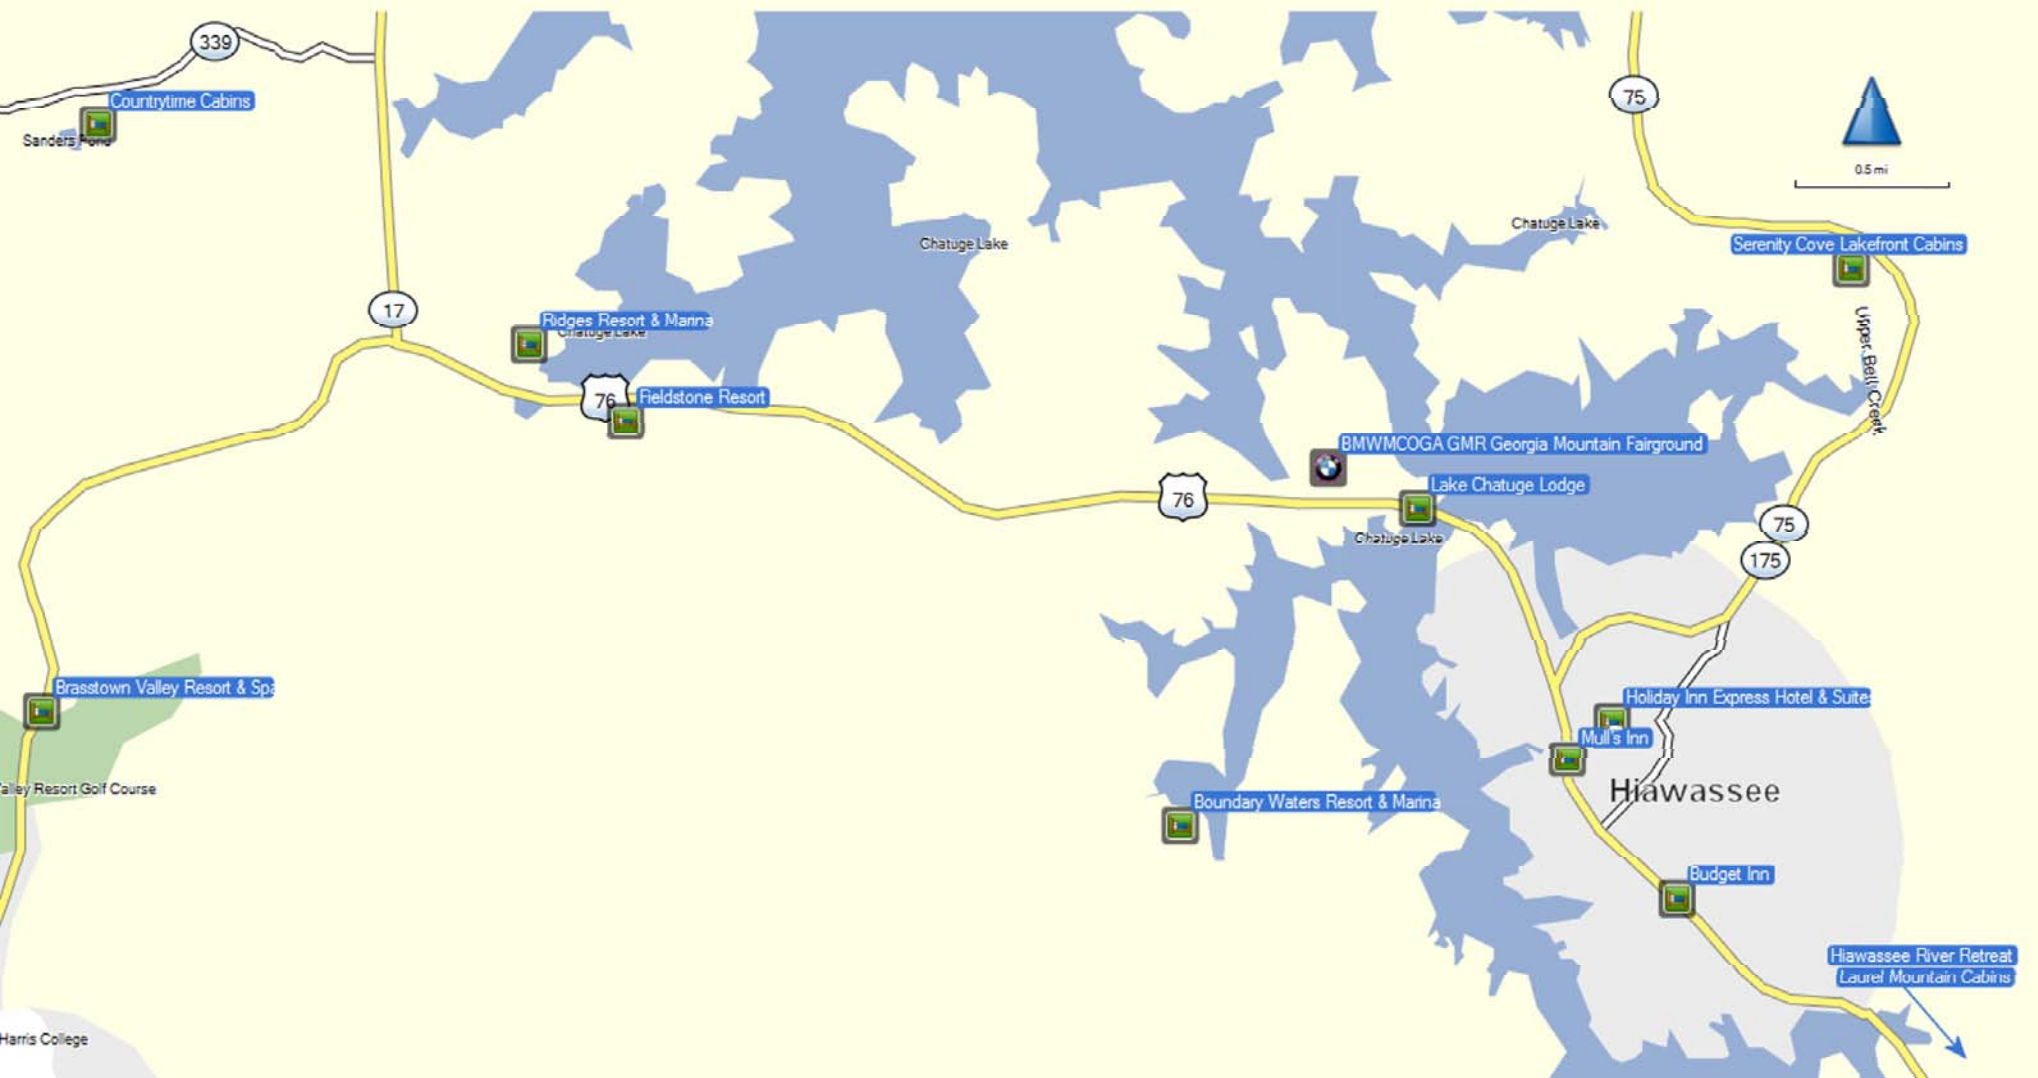 339
75
Countrytime Cabins
Sanders Pond
0.5 mi
Chatuge Lake
Chatuge Lake
Serenity Cove Lakefront Cabins
17
Ridges Resort & Marina
Chatuge Lake
Upper Bell Creek
76
Fieldstone Resort
BMWMCOGA GMR Georgia Mountain Fairground
76
Lake Chatuge Lodge
75
Chatuge Lake
175
Brasstown Valley Resort & Spa
Holiday Inn Express Hotel & Suite
Mull's Inn
alley Resort Golf Course
Hiawassee
Boundary Waters Resort & Marina
Budget Inn
Hiawassee River Retreat
Laurel Mountain Cabins
Harris College